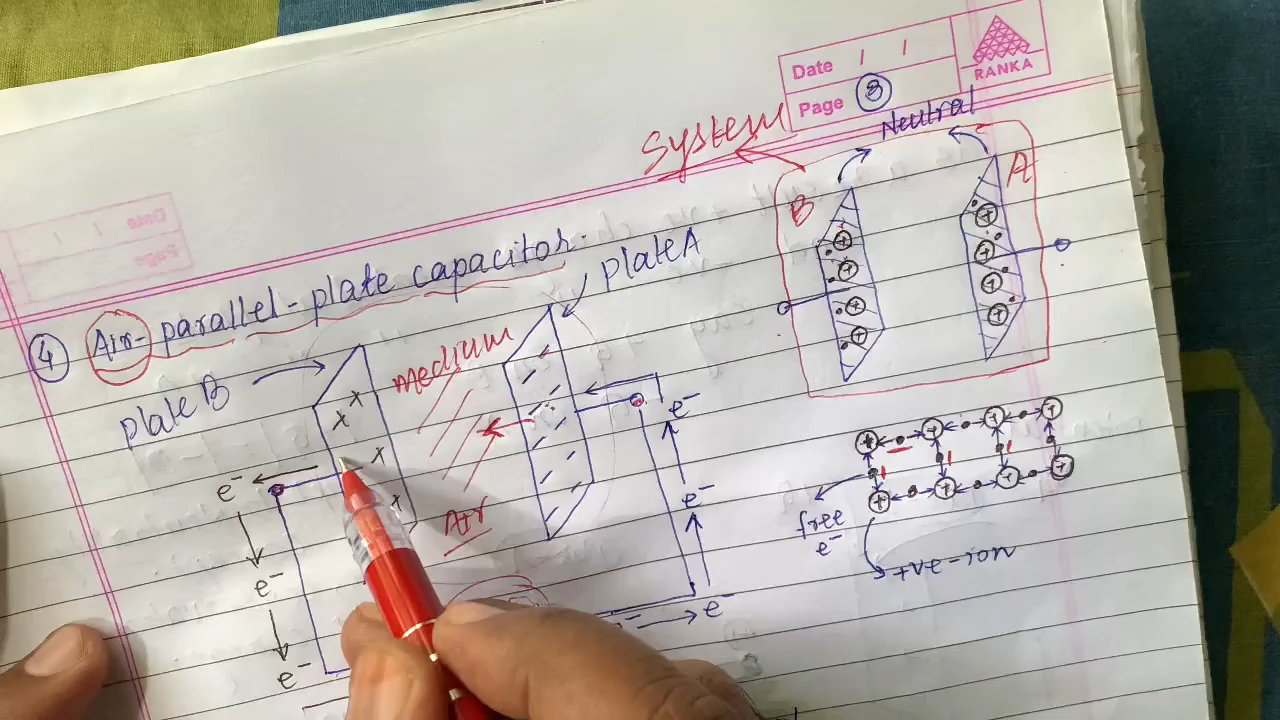 Date / /
RANKA
Page 8
System
Neutral
B
A
④ Air-parallel-plate capacitor.
plate A
plate B
medium
x x
x
x
Air
e⁻
e⁻
e⁻
e⁻
e⁻
e⁻
free
e⁻
+ve-ion